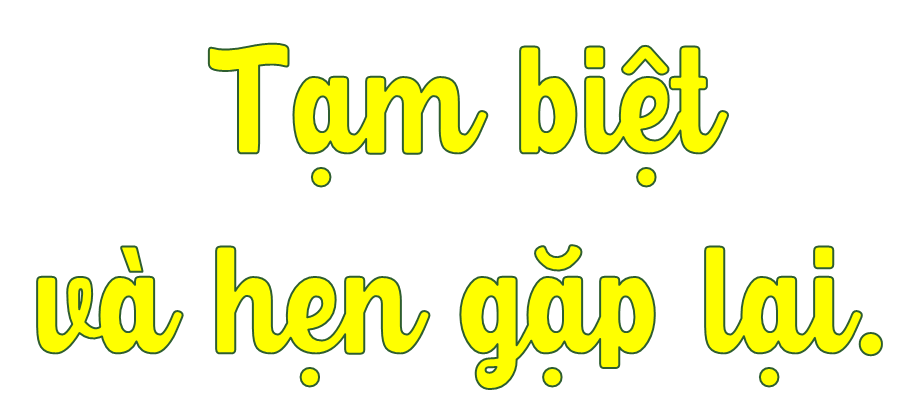 Tạm biệt
và hẹn gặp lại.